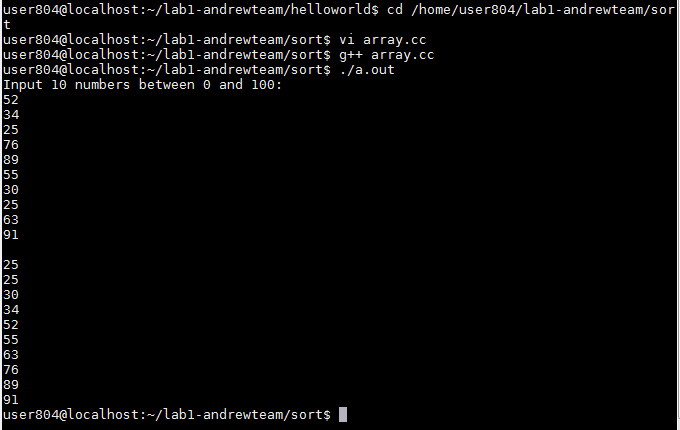 user804@localhost:~/lab1-andrewteam/helloworld$ cd /home/user804/lab1-andrewteam/sor
t
user804@localhost:~/lab1-andrewteam/sort$ vi array.cc
user804@localhost:~/lab1-andrewteam/sort$ g++ array.cc
user804@localhost:~/lab1-andrewteam/sort$ ./a.out
Input 10 numbers between 0 and 100:
52
34
25
76
89
55
30
25
63
91

25
25
30
34
52
55
63
76
89
91
user804@localhost:~/lab1-andrewteam/sort$